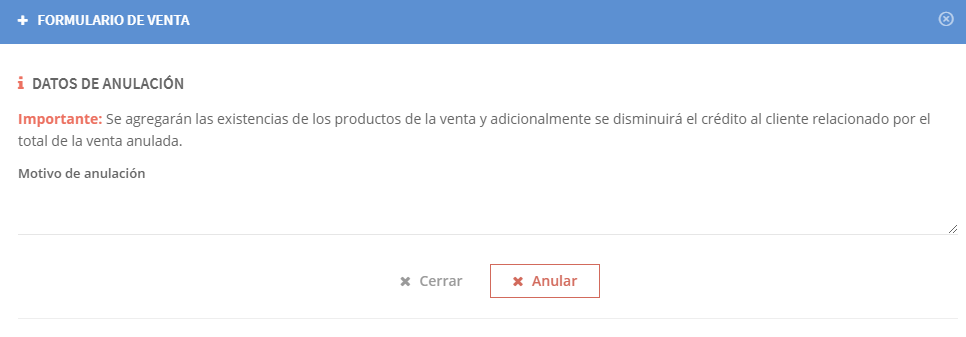 FORMULARIO DE VENTA
DATOS DE ANULACIÓN
Importante: Se agregarán las existencias de los productos de la venta y adicionalmente se disminuirá el crédito al cliente relacionado por el
total de la venta anulada.
Motivo de anulación
Cerrar
Anular